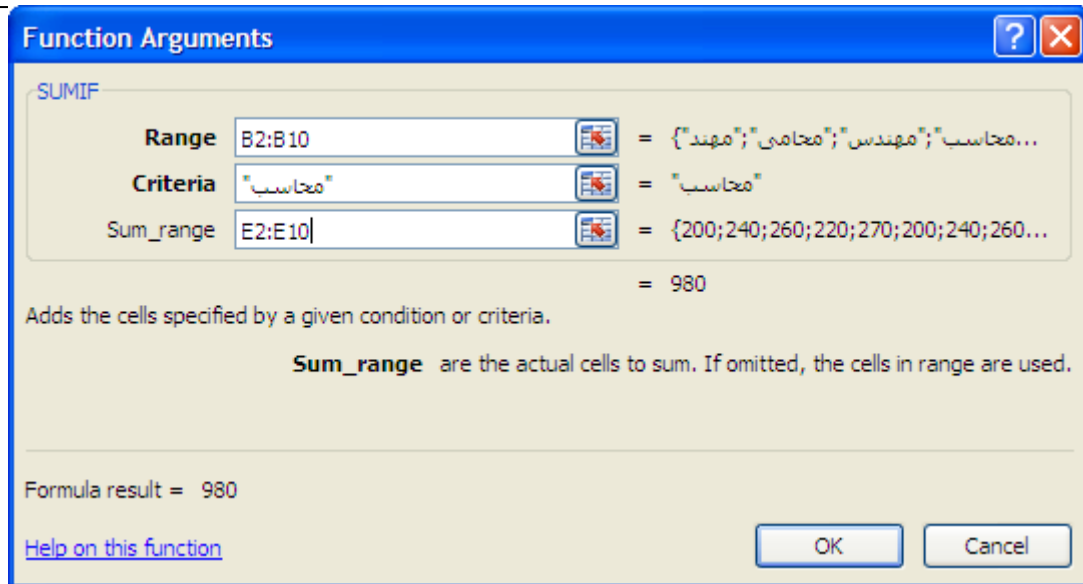 Function Arguments
SUMIF
Range B2:B10 = {"محاسب";"مهندس";"محامى";"مهند...
Criteria "محاسب" = "محاسب"
Sum_range E2:E10 = {200;240;260;220;270;200;240;260...
= 980
Adds the cells specified by a given condition or criteria.
Sum_range are the actual cells to sum. If omitted, the cells in range are used.
Formula result = 980
Help on this function
OK Cancel